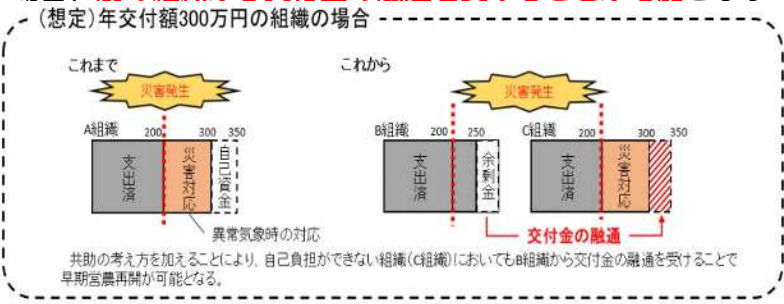 (想定)年交付額300万円の組織の場合
これまで
災害発生
A組織 200 300 350
支出済
災害対応
自己資金
異常気象時の対応
これから
災害発生
B組織 200 250
支出済
余剰金
C組織 200 300 350
支出済
災害対応
交付金の融通
共助の考え方を加えることにより、自己負担ができない組織(C組織)においてもB組織から交付金の融通を受けることで
早期営農再開が可能となる。